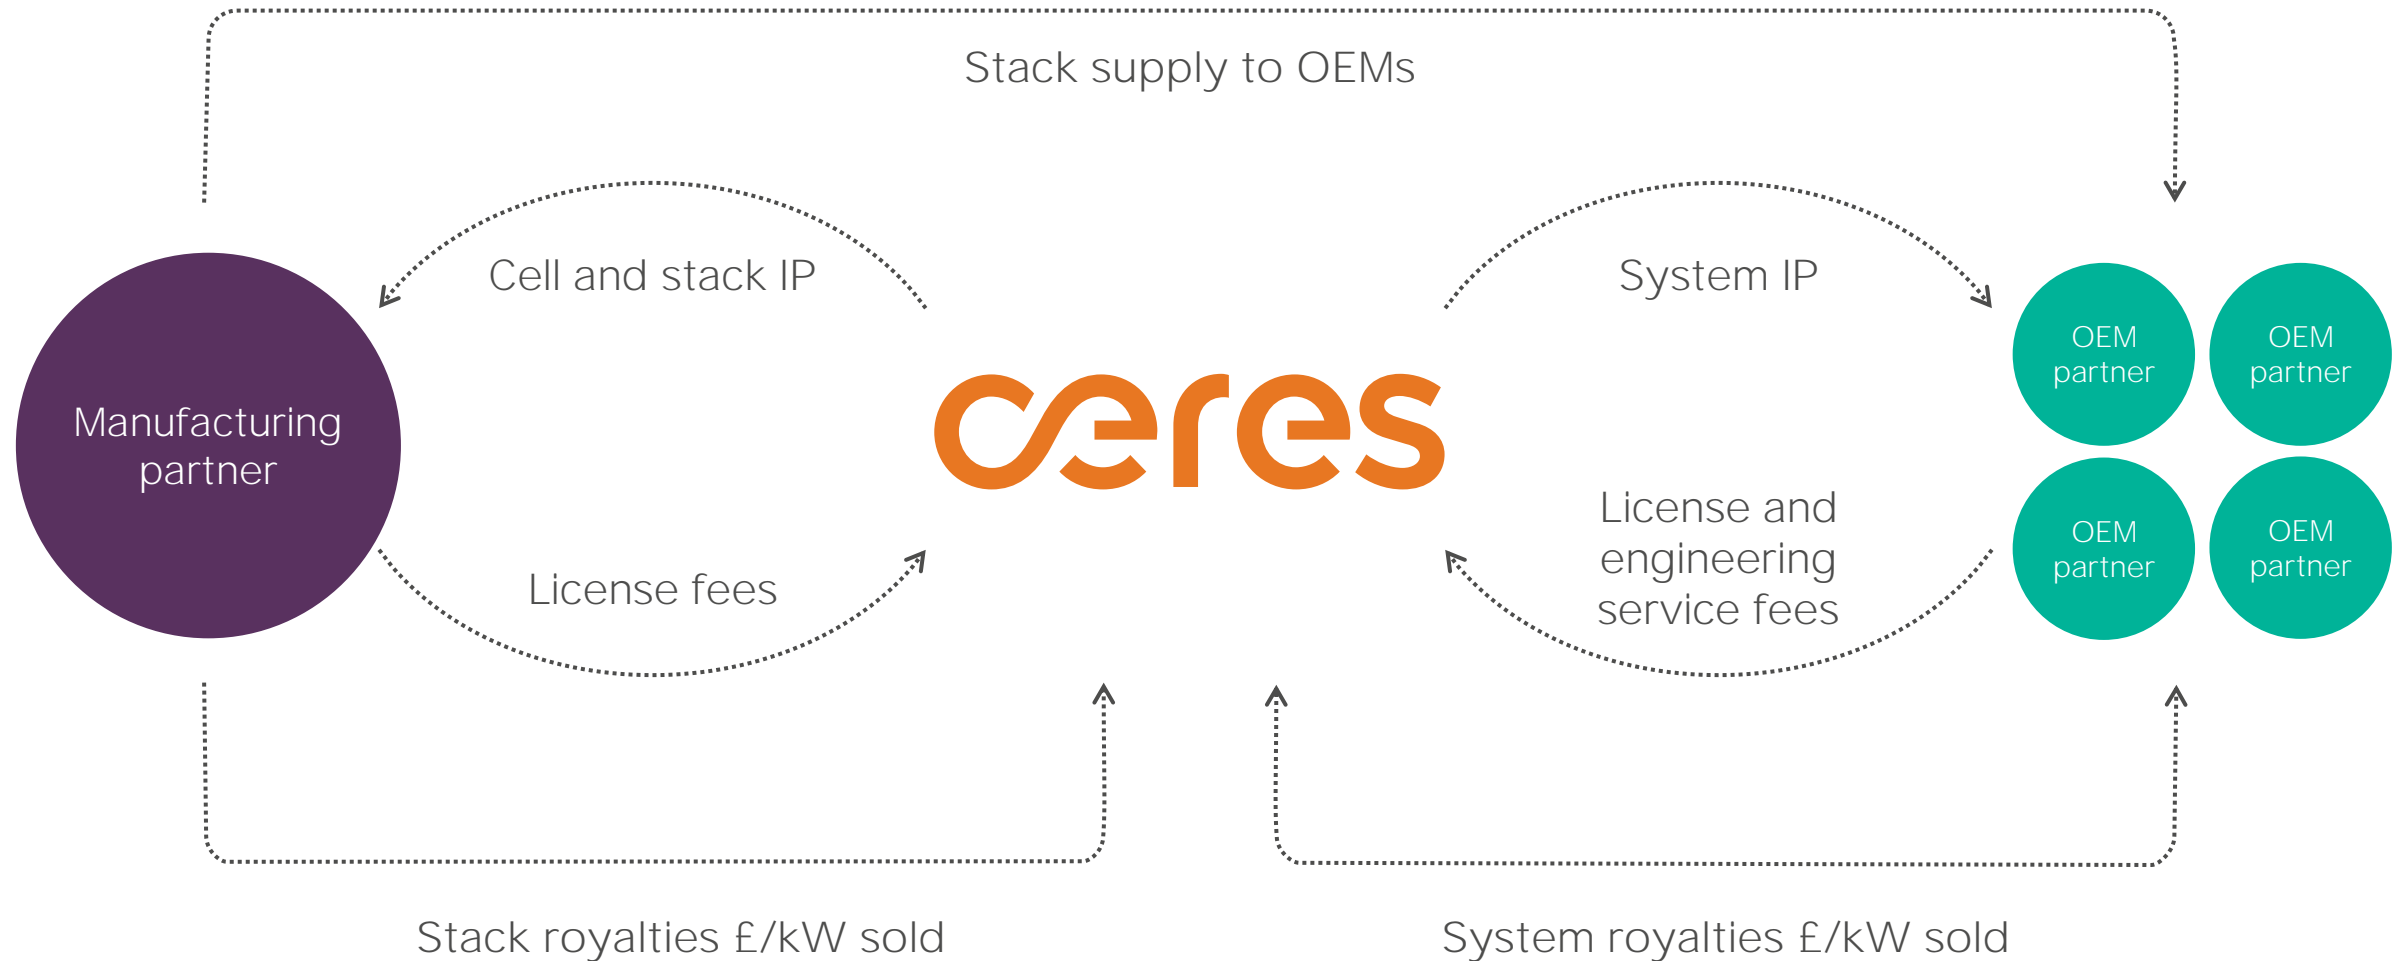 Stack supply to OEMs
Cell and stack IP
System IP
Manufacturing
partner
ceres
OEM
partner
OEM
partner
License fees
License and
engineering
service fees
OEM
partner
OEM
partner
Stack royalties £/kW sold
System royalties £/kW sold